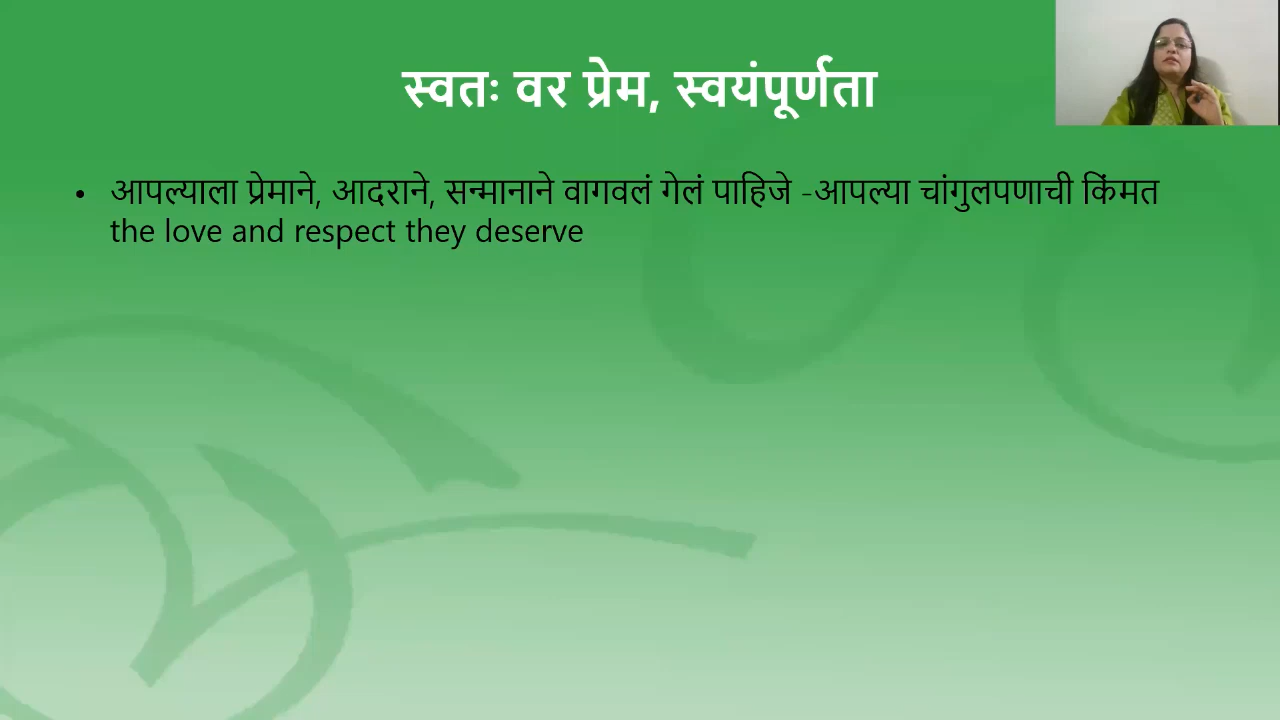 स्वतः वर प्रेम, स्वयंपूर्णता
• आपल्याला प्रेमाने, आदराने, सन्मानाने वागवलं गेलं पाहिजे -आपल्या चांगुलपणाची किंमत
the love and respect they deserve